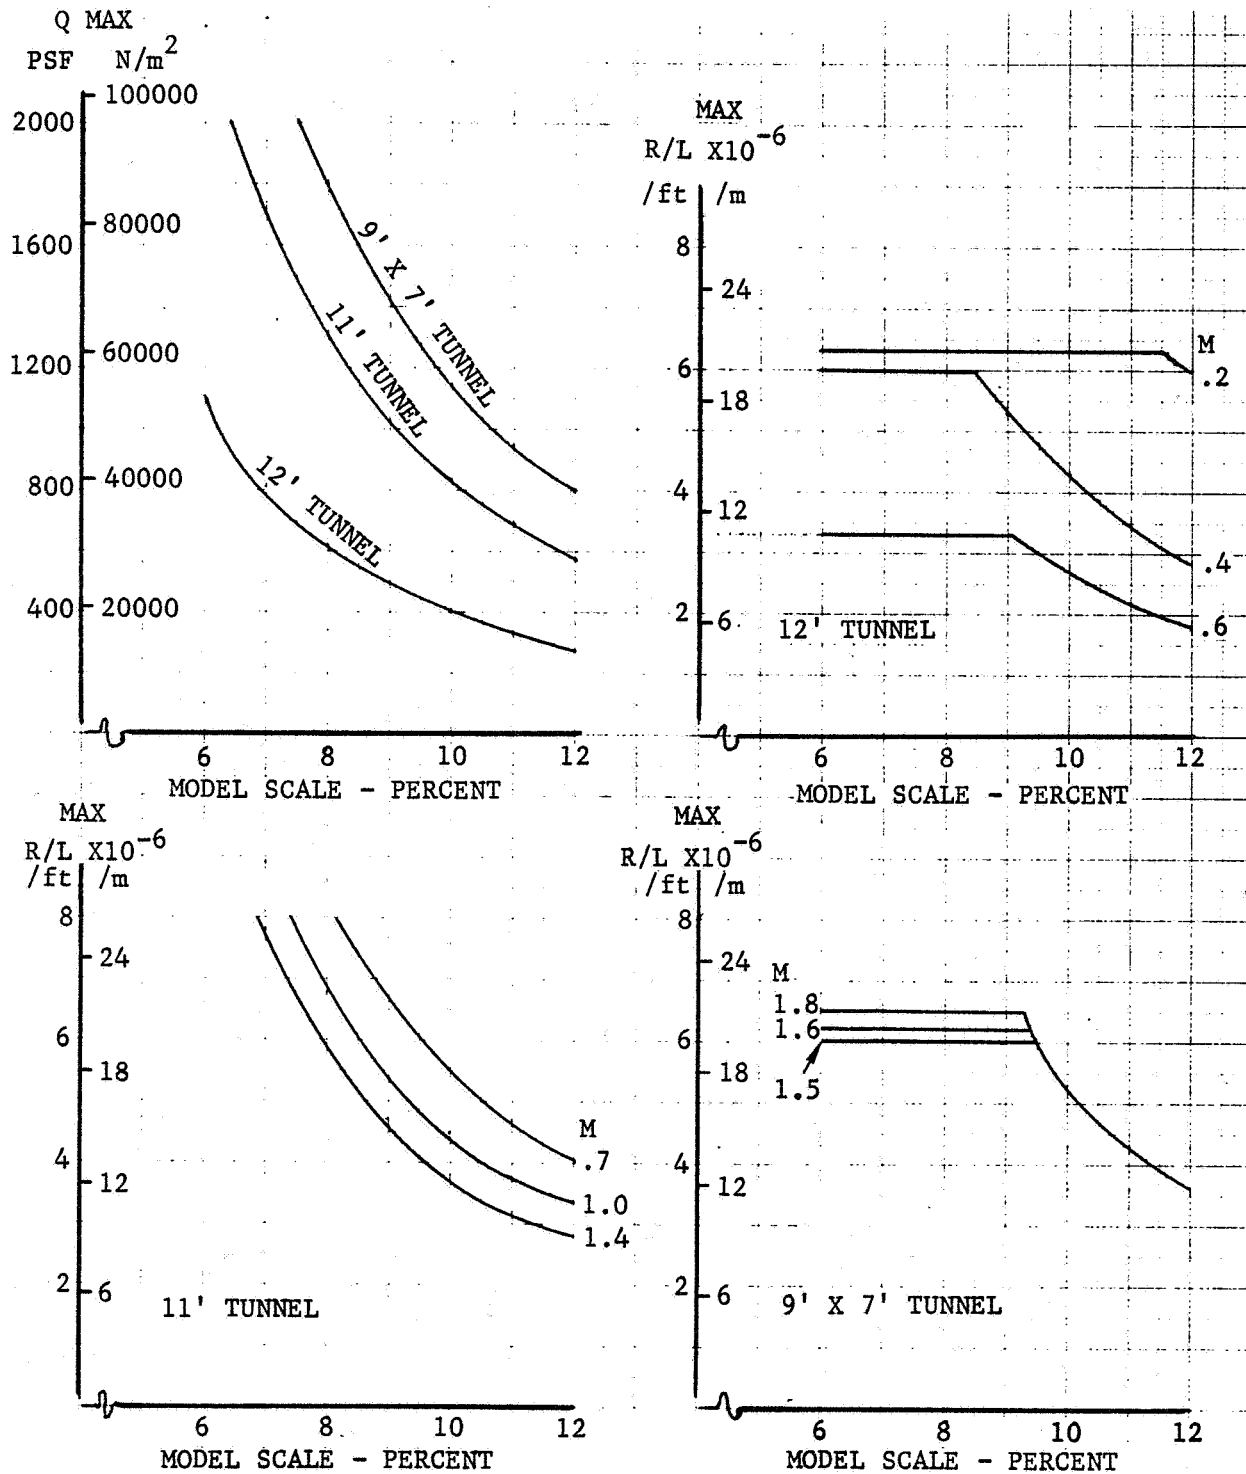 Q MAX
PSF N/m2
100000
2000
80000
1600
1200 60000
800 40000
400 20000
9' X 7' TUNNEL
11' TUNNEL
12' TUNNEL
6 8 10 12
MODEL SCALE - PERCENT
MAX
R/L X10-6
/ft /m
8
24
6
18
4
12
2 6
M
.2
.4
.6
12' TUNNEL
6 8 10 12
MODEL SCALE - PERCENT
MAX
R/L X10-6
/ft /m
8
24
6
18
4
12
2 6
M
.7
1.0
1.4
11' TUNNEL
6 8 10 12
MODEL SCALE - PERCENT
MAX
R/L X10-6
/ft /m
8
24
6
18
4
12
2 6
M
1.8
1.6
1.5
9' X 7' TUNNEL
6 8 10 12
MODEL SCALE - PERCENT